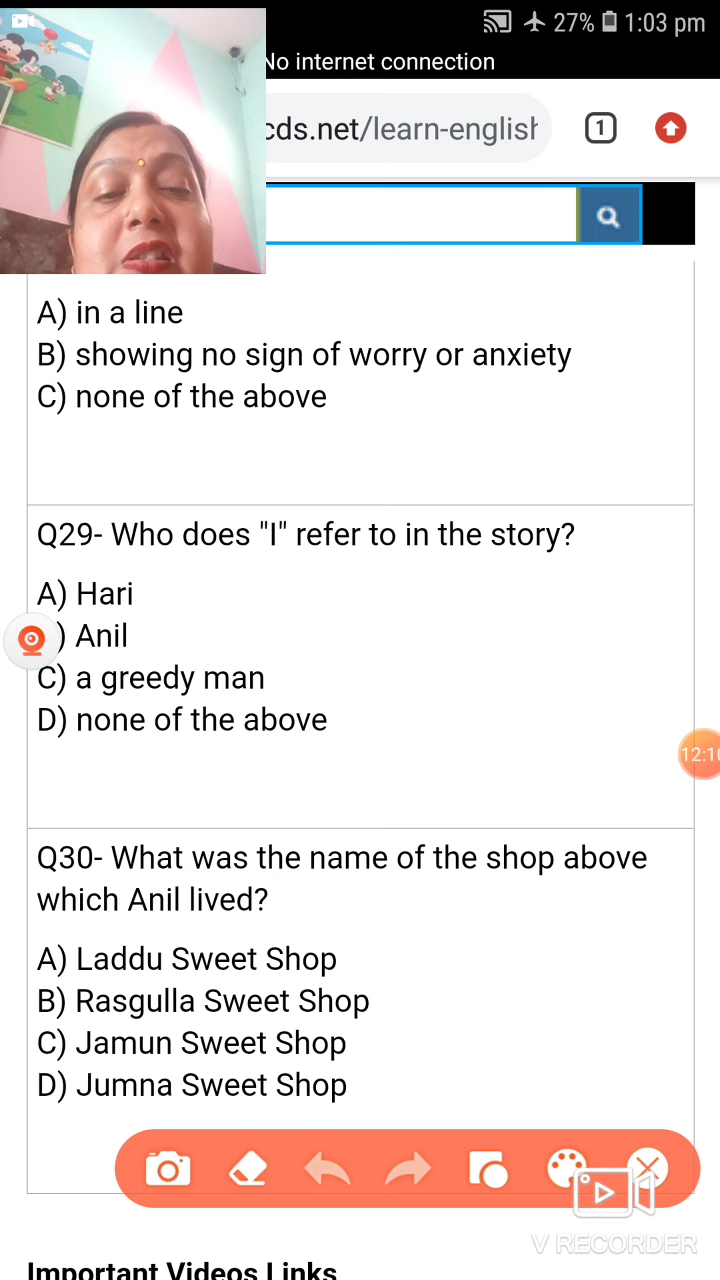 27% 1:03 pm
No internet connection
cds.net/learn-english
1
A) in a line
B) showing no sign of worry or anxiety
C) none of the above
Q29- Who does "I" refer to in the story?
A) Hari
) Anil
C) a greedy man
D) none of the above
12:10
Q30- What was the name of the shop above
which Anil lived?
A) Laddu Sweet Shop
B) Rasgulla Sweet Shop
C) Jamun Sweet Shop
D) Jumna Sweet Shop
V RECORDER
Important Videos Links